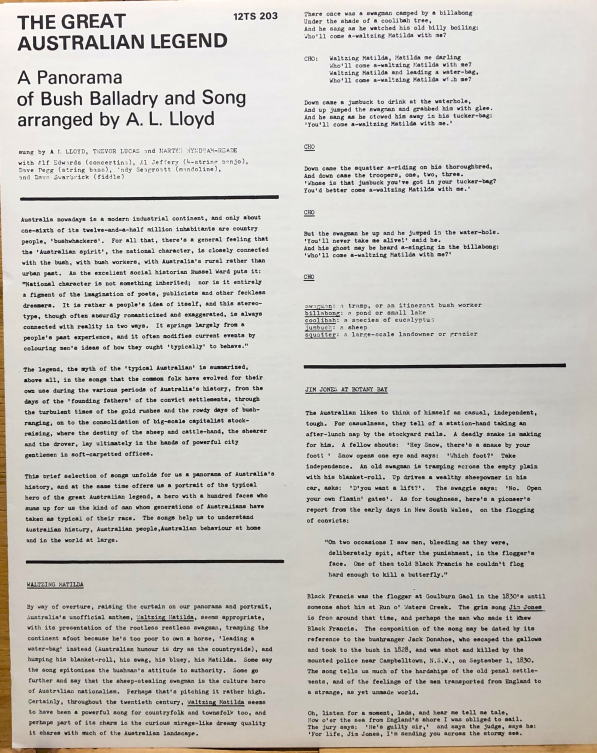 THE GREAT
AUSTRALIAN LEGEND
12TS 203
A Panorama
of Bush Balladry and Song
arranged by A. L. Lloyd
sung by A L LLOYD, TREVOR LUCAS and MARTYN WYNDHAM-READE
with Alf Edwards (concertina), Al Jeffery (4-string banjo),
Dave Pegg (string bass), Andy Seagroatt (mandoline),
and Dave Swarbrick (fiddle)
Australia nowadays is a modern industrial continent, and only about
one-sixth of its twelve-and-a-half million inhabitants are country
people, 'bushwhackers'. For all that, there's a general feeling that
the 'Australian spirit', the national character, is closely connected
with the bush, with bush workers, with Australia's rural rather than
urban past. As the excellent social historian Russel Ward puts it:
"National character is not something inherited; nor is it entirely
a figment of the imagination of poets, publicists and other feckless
dreamers. It is rather a people's idea of itself, and this stereo-
type, though often absurdly romanticized and exaggerated, is always
connected with reality in two ways. It springs largely from a
people's past experience, and it often modifies current events by
colouring men's ideas of how they ought 'typically' to behave."
The legend, the myth of the 'typical Australian' is summarized,
above all, in the songs that the common folk have evolved for their
own use during the various periods of Australia's history, from the
days of the 'founding fathers' of the convict settlements, through
the turbulent times of the gold rushes and the rowdy days of bush-
ranging, on to the consolidation of big-scale capitalist stock-
raising, where the destiny of the sheep and cattle-hand, the shearer
and the drover, lay ultimately in the hands of powerful city
gentlemen in soft-carpetted offices.
This brief selection of songs unfolds for us a panorama of Australia's
history, and at the same time offers us a portrait of the typical
hero of the great Australian legend, a hero with a hundred faces who
sums up for us the kind of man whom generations of Australians have
taken as typical of their race. The songs help us to understand
Australian history, Australian people,Australian behaviour at home
and in the world at large.
WALTZING MATILDA
By way of overture, raising the curtain on our panorama and portrait,
Australia's unofficial anthem, Waltzing Matilda, seems appropriate,
with its presentation of the rootless restless swagman, tramping the
continent afoot because he's too poor to own a horse, 'leading a
water-bag' instead (Australian humour is dry as the countryside), and
humping his blanket-roll, his swag, his bluey, his Matilda. Some say
the song epitomizes the bushman's attitude to authority. Some go
further and say that the sheep-stealing swagman is the culture hero
of Australian nationalism. Perhaps that's pitching it rather high.
Certainly, throughout the twentieth century, Waltzing Matilda seems
to have been a powerful song for countryfolk and townsfolk too, and
perhaps part of its charm is the curious mirage-like dreamy quality
it shares with much of the Australian landscape.
There once was a swagman camped by a billabong
Under the shade of a coolibah tree,
And he sang as he watched his old billy boiling:
Who'll come a-waltzing Matilda with me?
CHO: Waltzing Matilda, Matilda me darling
Who'll come a-waltzing Matilda with me?
Waltzing Matilda and leading a water-bag,
Who'll come a-waltzing Matilda with me?
Down came a jumbuck to drink at the waterhole,
And up jumped the swagman and grabbed him with glee.
And he sang as he stowed him away in his tucker-bag:
'You'll come a-waltzing Matilda with me.'
CHO
Down came the squatter a-riding on his thoroughbred,
And down came the troopers, one, two, three.
'Whose is that jumbuck you've got in your tucker-bag?
You'd better come a-waltzing Matilda with me.'
CHO
But the swagman he up and he jumped in the water-hole.
'You'll never take me alive!' said he.
And his ghost may be heard a-singing in the billabong:
'Who'll come a-waltzing Matilda with me?'
CHO
swagman: a tramp, or an itinerant bush worker
billabong: a pond or small lake
coolibah: a species of eucalyptus
jumbuck: a sheep
squatter: a large-scale landowner or grazier
JIM JONES AT BOTANY BAY
The Australian likes to think of himself as casual, independent,
tough. For casualness, they tell of a station-hand taking an
after-lunch nap by the stockyard rails. A deadly snake is making
for him. A fellow shouts: 'Hey Snow, there's a snake by your
foot!' Snow opens one eye and says: 'Which foot?' Take
independence. An old swagman is tramping across the empty plain
with his blanket-roll. Up drives a wealthy sheepowner in his
car, asks: 'D'you want a lift?'. The swaggie says: 'No. Open
your own flamin' gates'. As for toughness, here's a pioneer's
report from the early days in New South Wales, on the flogging
of convicts:
"On two occasions I saw men, bleeding as they were,
deliberately spit, after the punishment, in the flogger's
face. One of then told Black Francis he couldn't flog
hard enough to kill a butterfly."
Black Francis was the flogger at Goulburn Gaol in the 1830's until
someone shot him at Run o' Waters Creek. The grim song Jim Jones
is from around that time, and perhaps the man who made it knew
Black Francis. The composition of the song may be dated by its
reference to the bushranger Jack Donahoe, who escaped the gallows
and took to the bush in 1828, and was shot and killed by the
mounted police near Campbelltown, N.S.W., on September 1, 1830.
The song tells us much of the hardships of the old penal settle-
ments, and of the feelings of the men transported from England to
a strange, as yet unmade world.
Oh, listen for a moment, lads, and hear me tell me tale,
How o'er the sea from England's shore I was obliged to sail.
The jury says: 'He's guilty, sir,' and says the judge, says he:
'For life, Jim Jones, I'm sending you across the stormy sea.